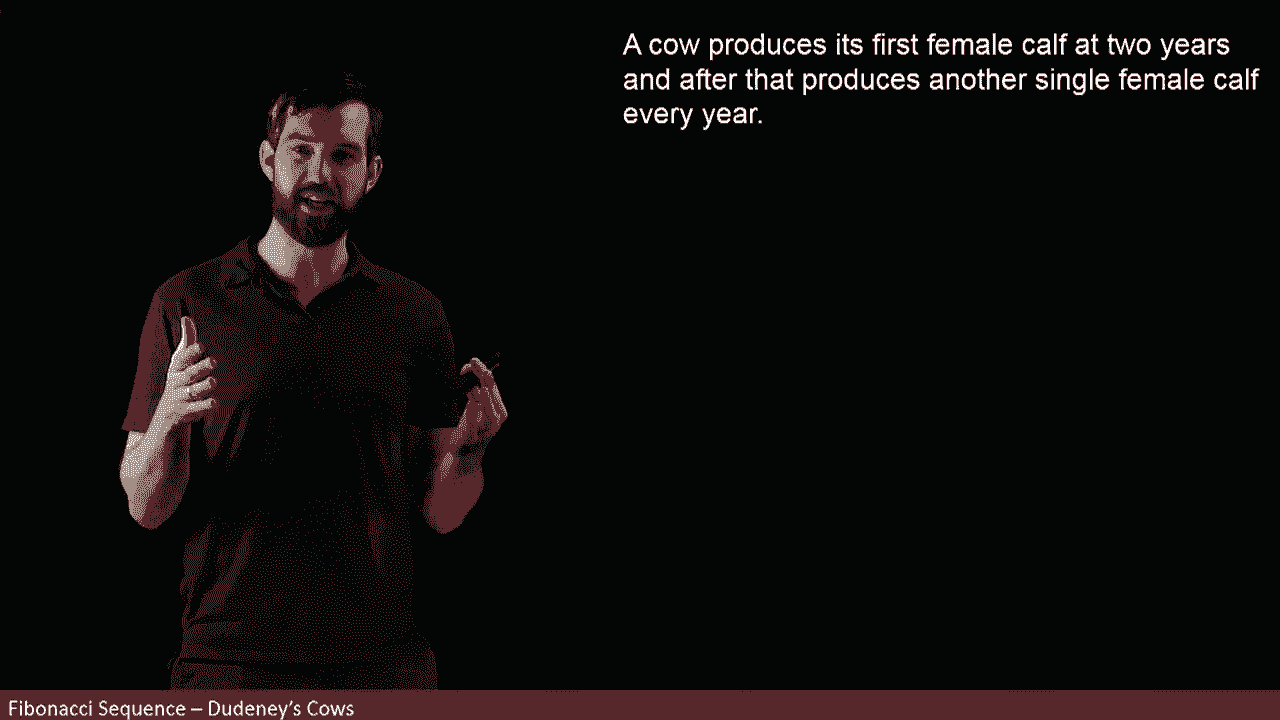 A cow produces its first female calf at two years
and after that produces another single female calf
every year.
Fibonacci Sequence – Dudeney’s Cows